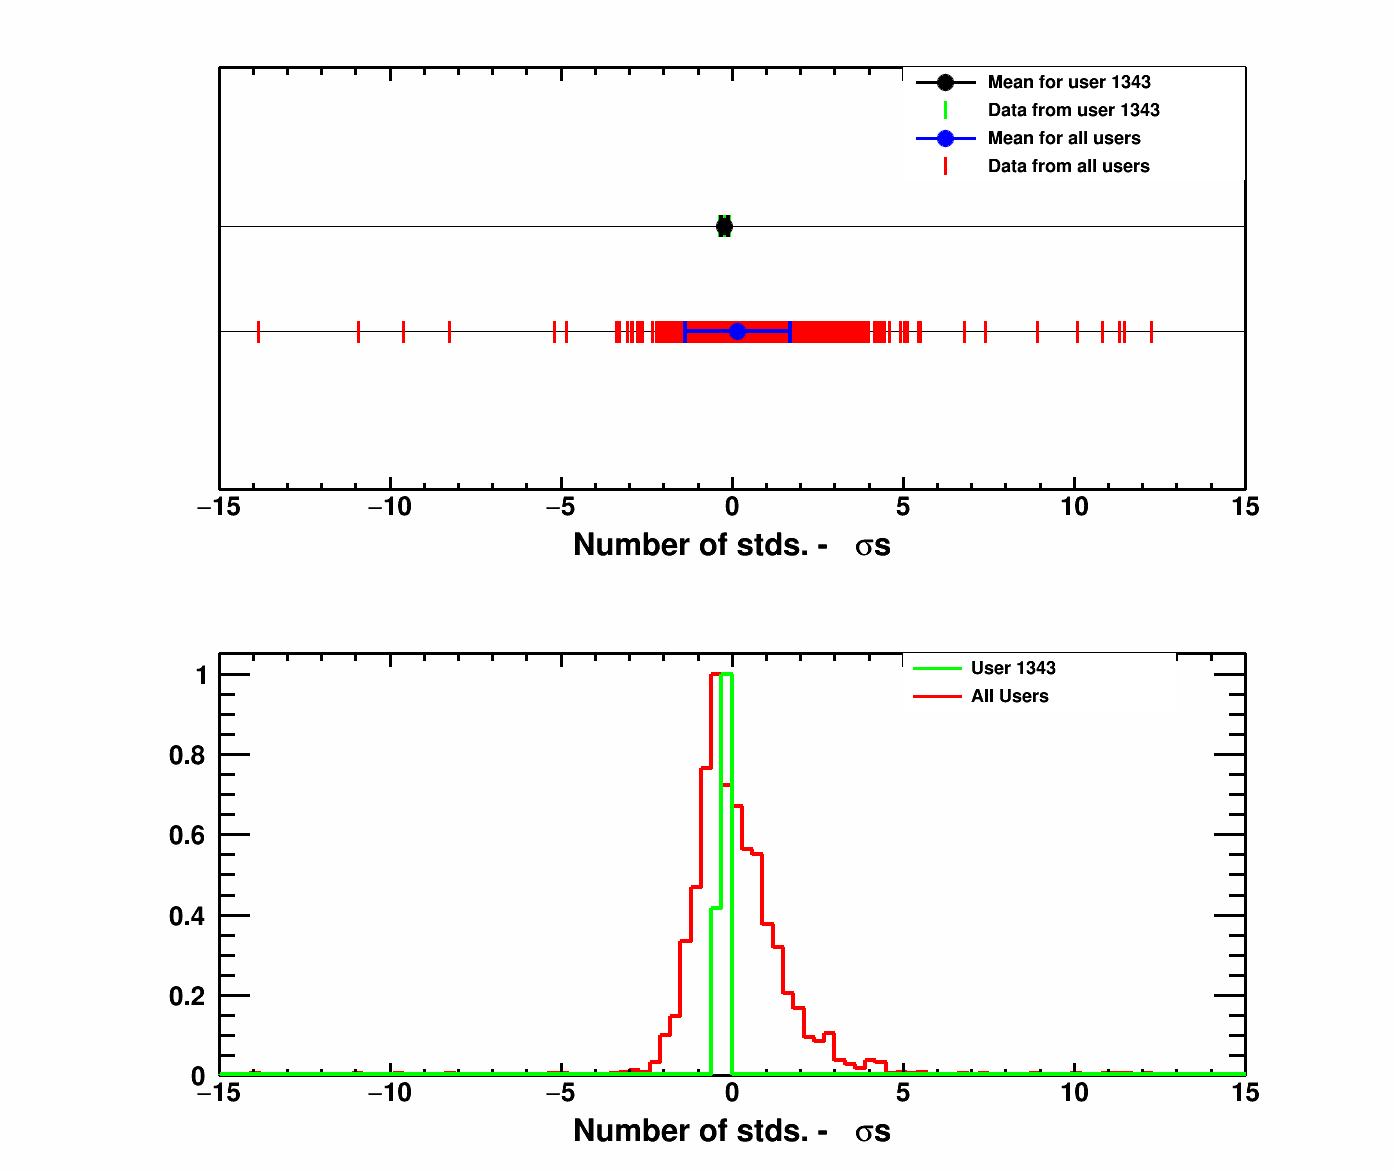 Mean for user 1343
Data from user 1343
Mean for all users
Data from all users
−15 −10 −5 0 5 10 15
Number of stds. - σs
User 1343
All Users
1
0.8
0.6
0.4
0.2
0
−15 −10 −5 0 5 10 15
Number of stds. - σs